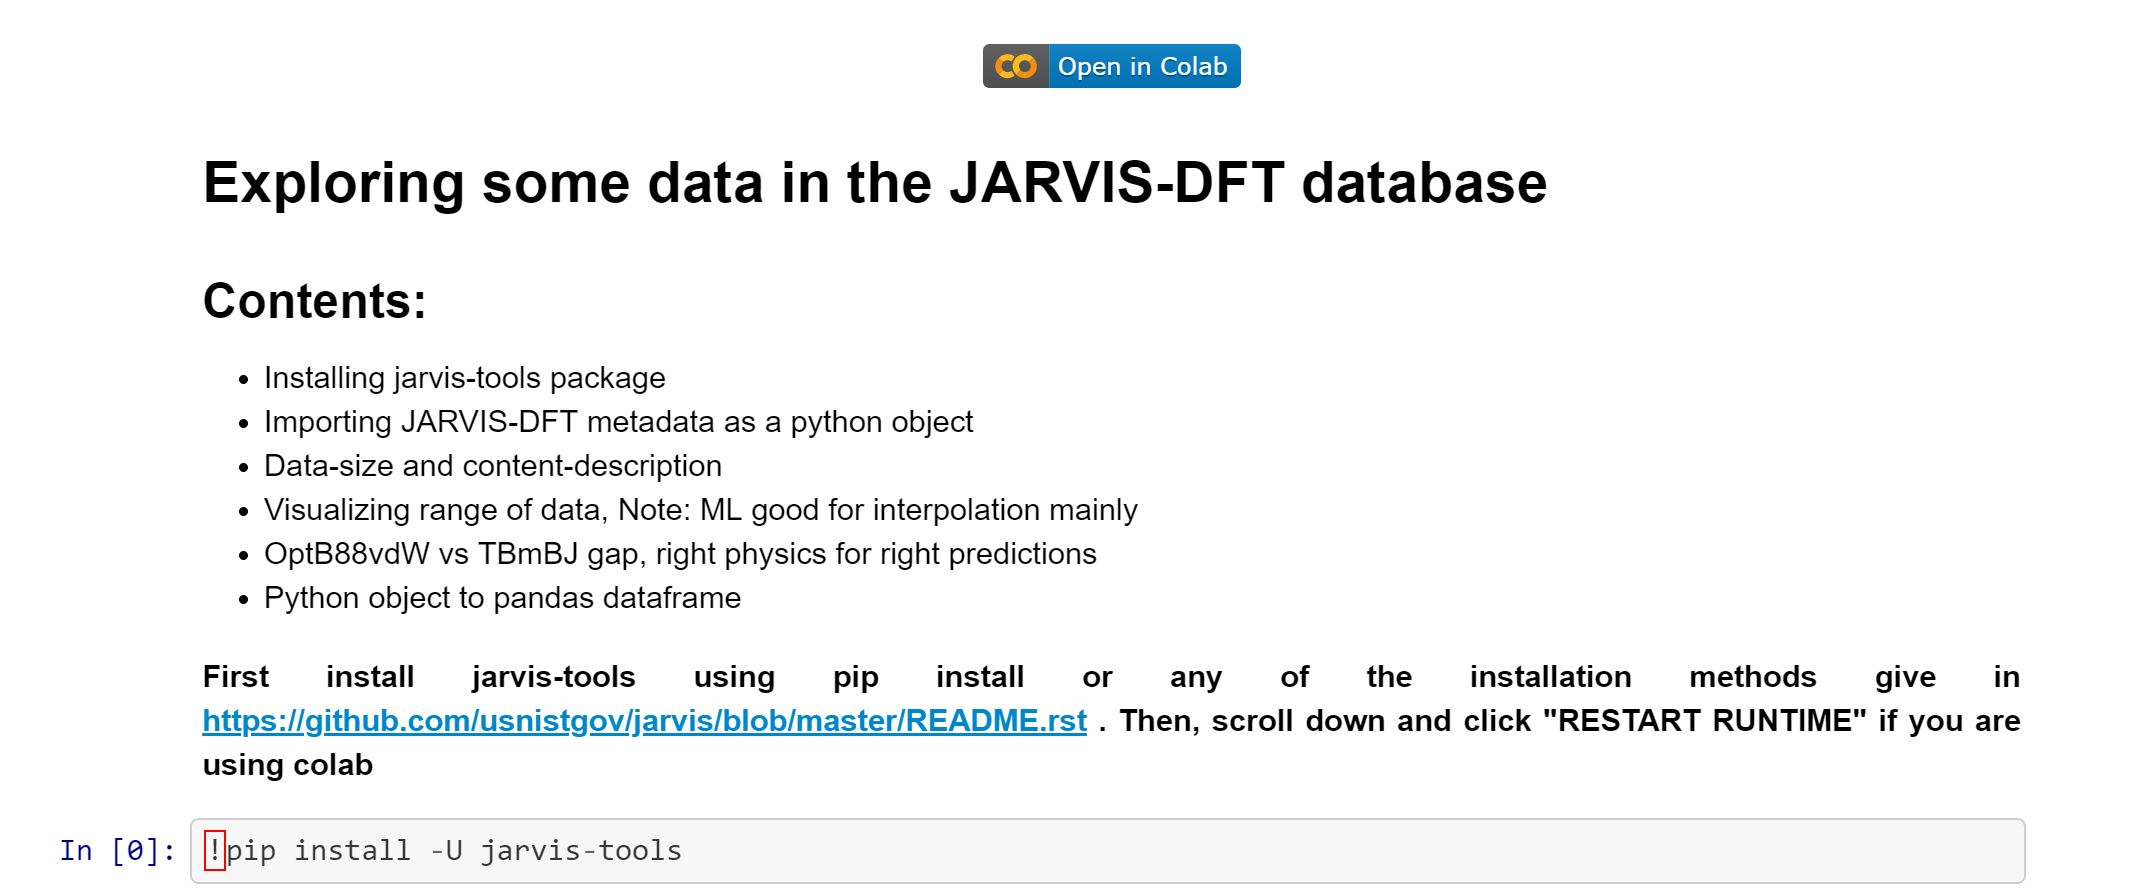 Open in Colab
Exploring some data in the JARVIS-DFT database
Contents:
• Installing jarvis-tools package
• Importing JARVIS-DFT metadata as a python object
• Data-size and content-description
• Visualizing range of data, Note: ML good for interpolation mainly
• OptB88vdW vs TBmBJ gap, right physics for right predictions
• Python object to pandas dataframe
First install jarvis-tools using pip install or any of the installation methods give in
https://github.com/usnistgov/jarvis/blob/master/README.rst . Then, scroll down and click "RESTART RUNTIME" if you are
using colab
In [0]: !pip install -U jarvis-tools